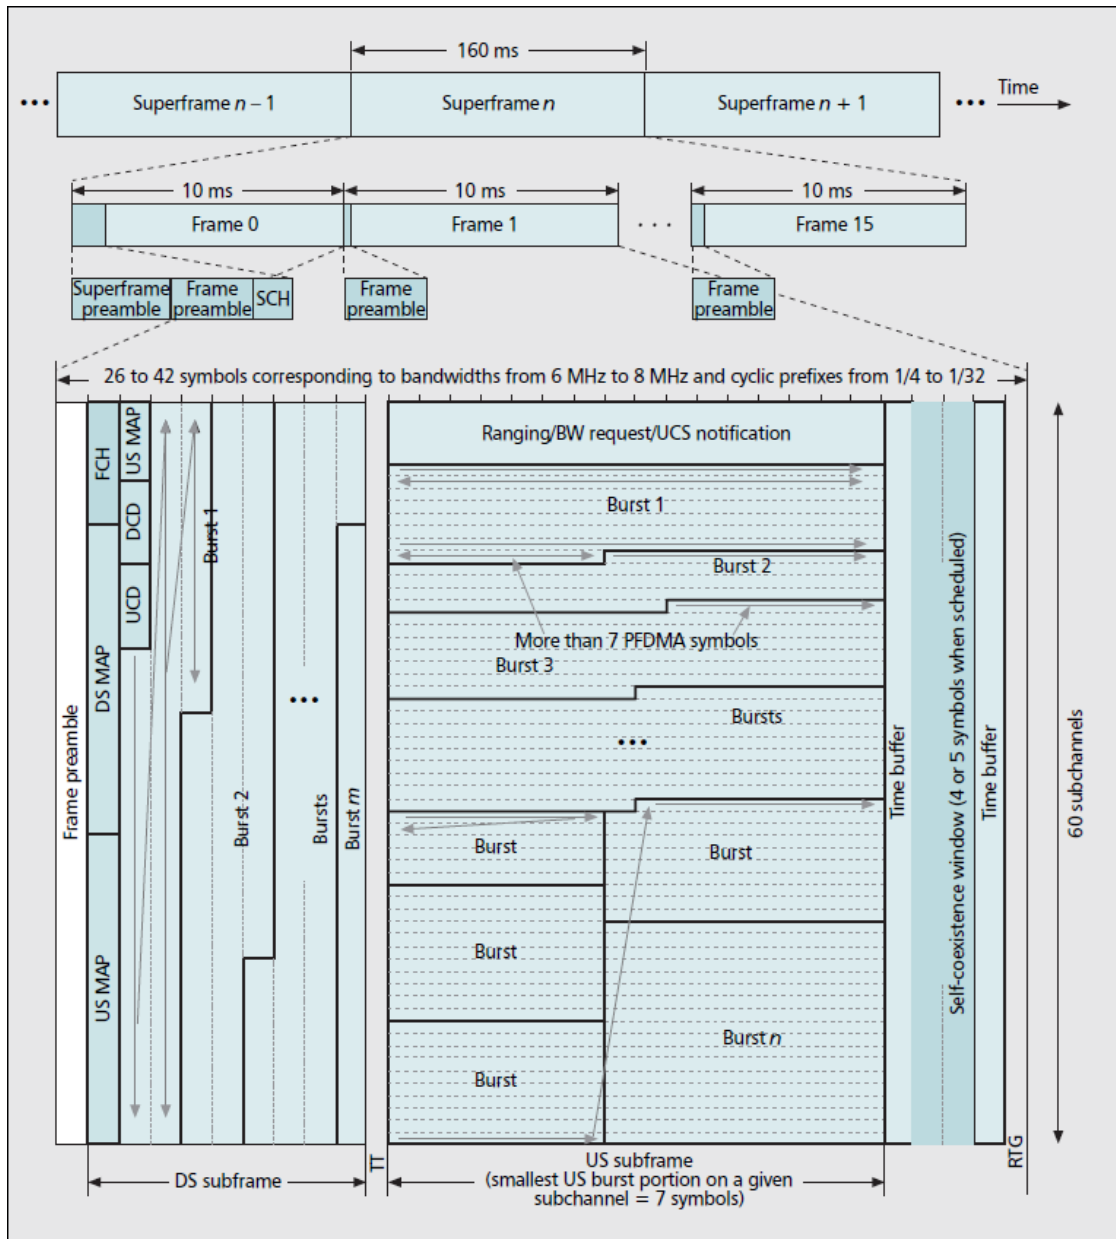 160 ms
••• Superframe n – 1 Superframe n Superframe n + 1 ••• Time
10 ms 10 ms 10 ms
Frame 0 Frame 1 . . . Frame 15
Superframe preamble
Frame preamble
SCH
Frame preamble
Frame preamble
26 to 42 symbols corresponding to bandwidths from 6 MHz to 8 MHz and cyclic prefixes from 1/4 to 1/32
Frame preamble
FCH
DS MAP
US MAP
US MAP
DCD
UCD
Burst 1
Burst 2
•••
Bursts
Burst m
Ranging/BW request/UCS notification
Burst 1
Burst 2
More than 7 PFDMA symbols
Burst 3
Bursts
•••
Burst
Burst
Burst
Burst
Burst n
Time buffer
Self-coexistence window (4 or 5 symbols when scheduled)
Time buffer
60 subchannels
DS subframe
TT
US subframe
(smallest US burst portion on a given
subchannel = 7 symbols)
RTG